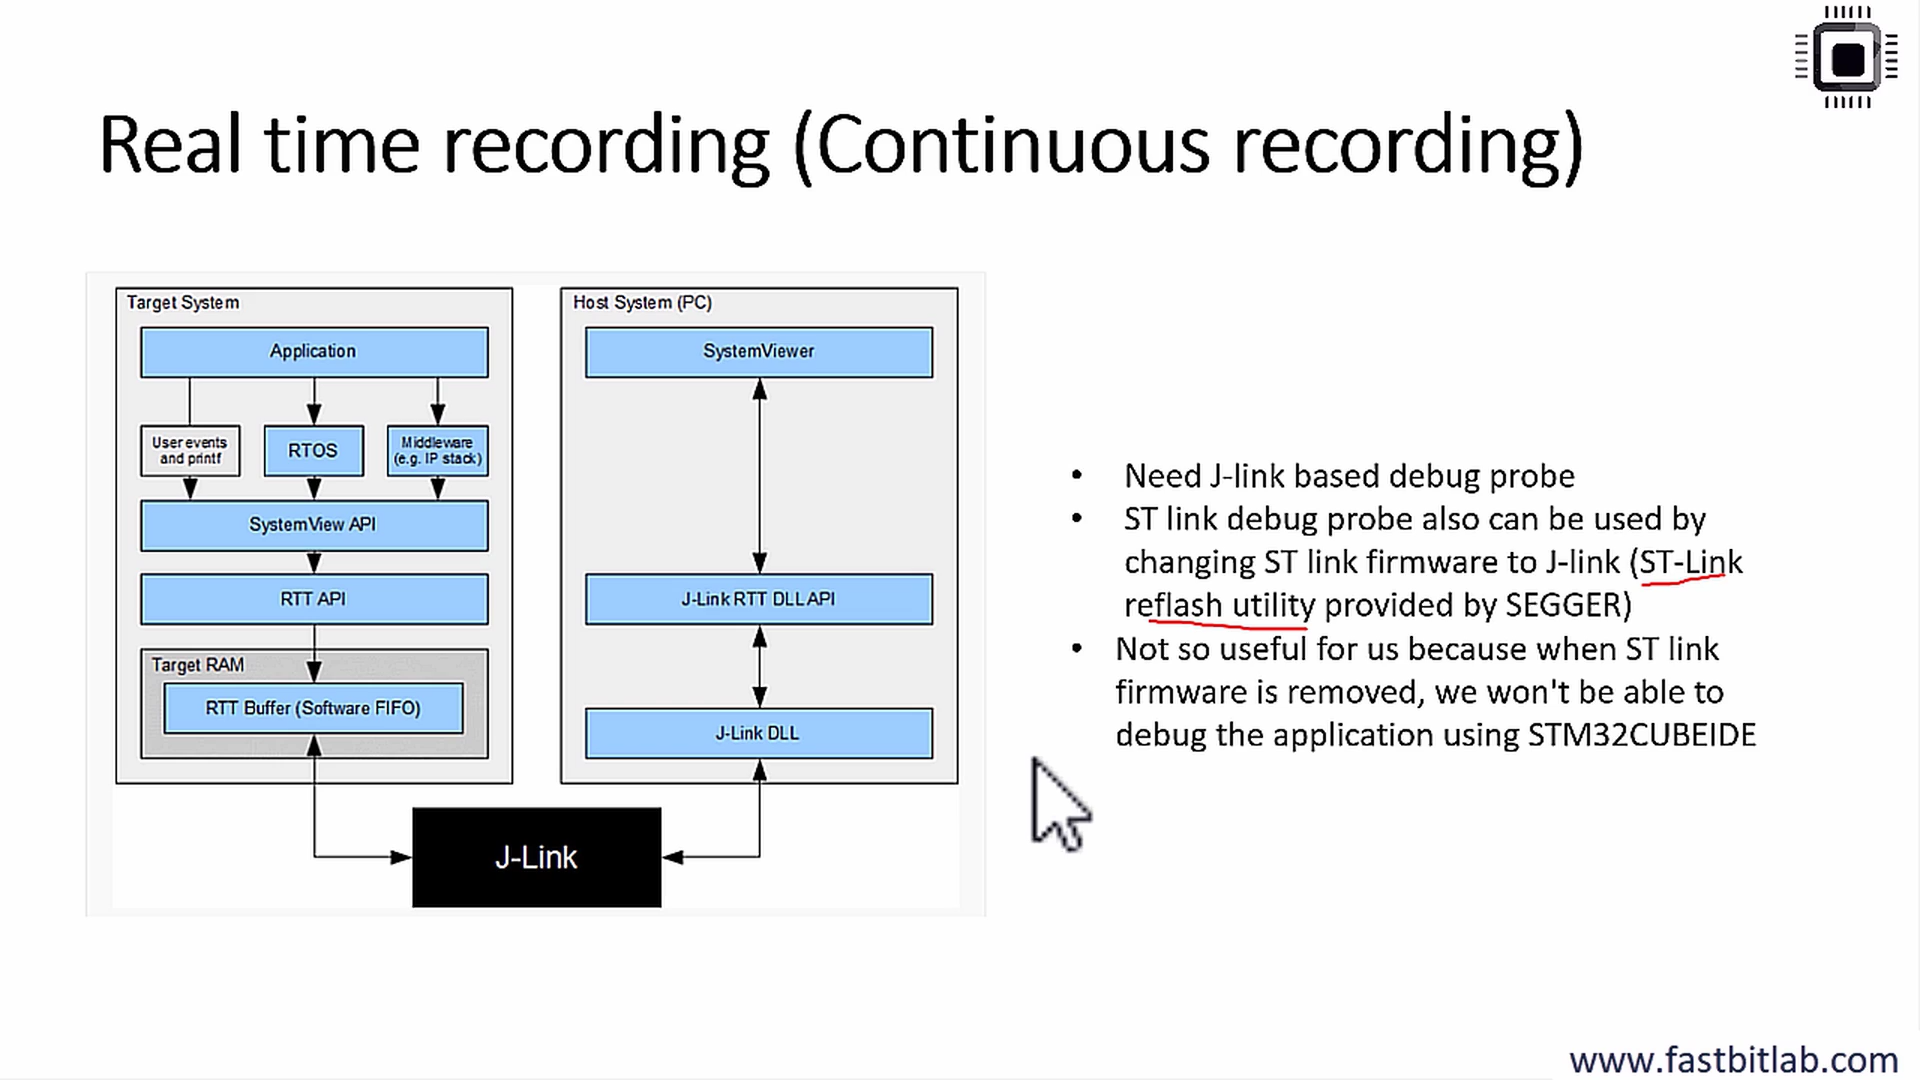 Real time recording (Continuous recording)
Target System
Application
User events
and printf
RTOS
Middleware
(e.g. IP stack)
SystemView API
RTT API
Target RAM
RTT Buffer (Software FIFO)
Host System (PC)
SystemViewer
J-Link RTT DLL API
J-Link DLL
J-Link
• Need J-link based debug probe
• ST link debug probe also can be used by
changing ST link firmware to J-link (ST-Link
reflash utility provided by SEGGER)
• Not so useful for us because when ST link
firmware is removed, we won't be able to
debug the application using STM32CUBEIDE
www.fastbitlab.com